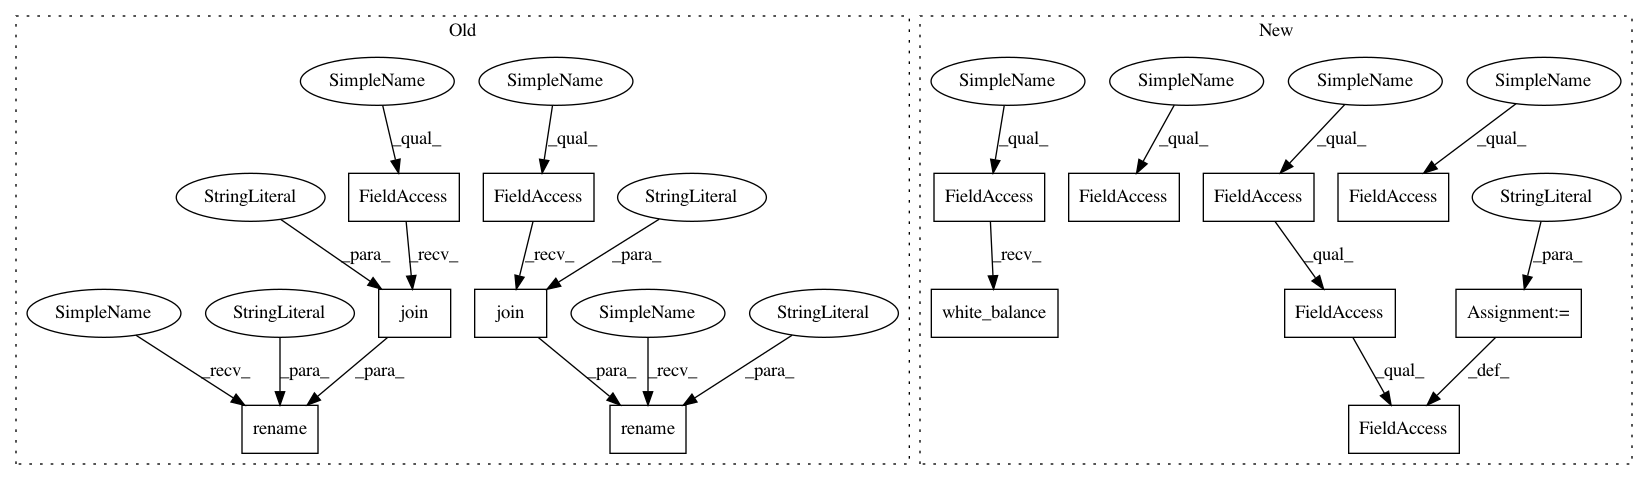 Old
New
SimpleName
SimpleName
SimpleName
SimpleName
SimpleName
SimpleName
_qual_
_qual_
_qual_
_qual_
_qual_
_qual_
StringLiteral
FieldAccess
FieldAccess
StringLiteral
FieldAccess
FieldAccess
FieldAccess
FieldAccess
StringLiteral
_para_
_recv_
_recv_
_para_
_recv_
_qual_
_para_
SimpleName
StringLiteral
join
join
SimpleName
StringLiteral
white_balance
FieldAccess
Assignment:=
_recv_
_para_
_para_
_para_
_recv_
_para_
_qual_
_def_
rename
rename
FieldAccess